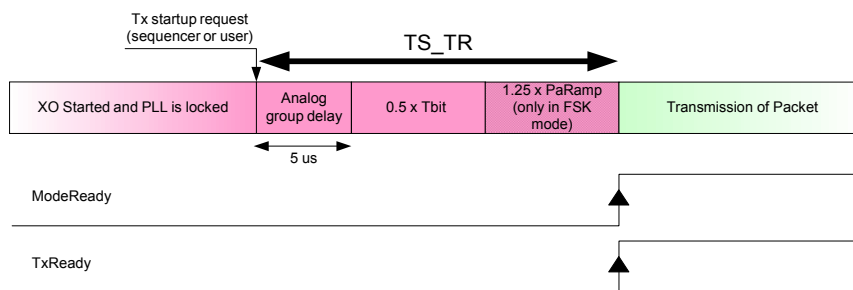 Tx startup request
(sequencer or user)
TS_TR
XO Started and PLL is locked
Analog
group delay
0.5 x Tbit
1.25 x PaRamp
(only in FSK
mode)
Transmission of Packet
5 us
ModeReady
TxReady